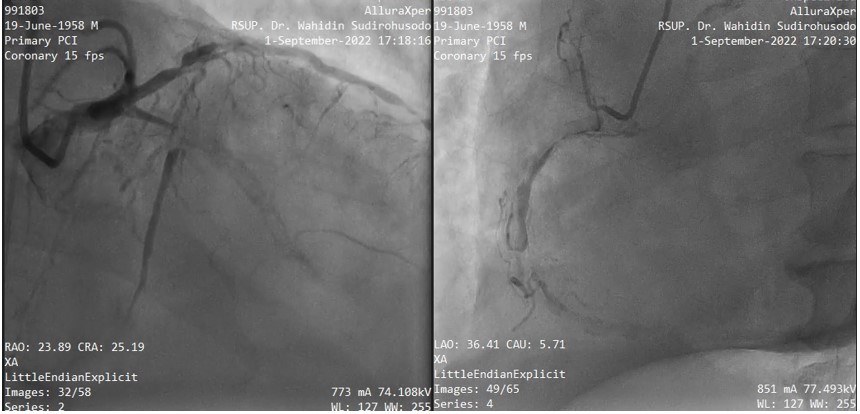 991803
AlluraXper
19-June-1958 M
RSUP. Dr. Wahidin Sudirohusodo
Primary PCI
1-September-2022 17:18:16
Coronary 15 fps
RAO: 23.89 CRA: 25.19
XA
LittleEndianExplicit
Images: 32/58
773 mA 74.108kV
Series: 2
WL: 127 WW: 255
991803
AlluraXper
19-June-1958 M
RSUP. Dr. Wahidin Sudirohusodo
Primary PCI
1-September-2022 17:20:30
Coronary 15 fps
LAO: 36.41 CAU: 5.71
XA
LittleEndianExplicit
Images: 49/65
851 mA 77.493kV
Series: 4
WL: 127 WW: 255